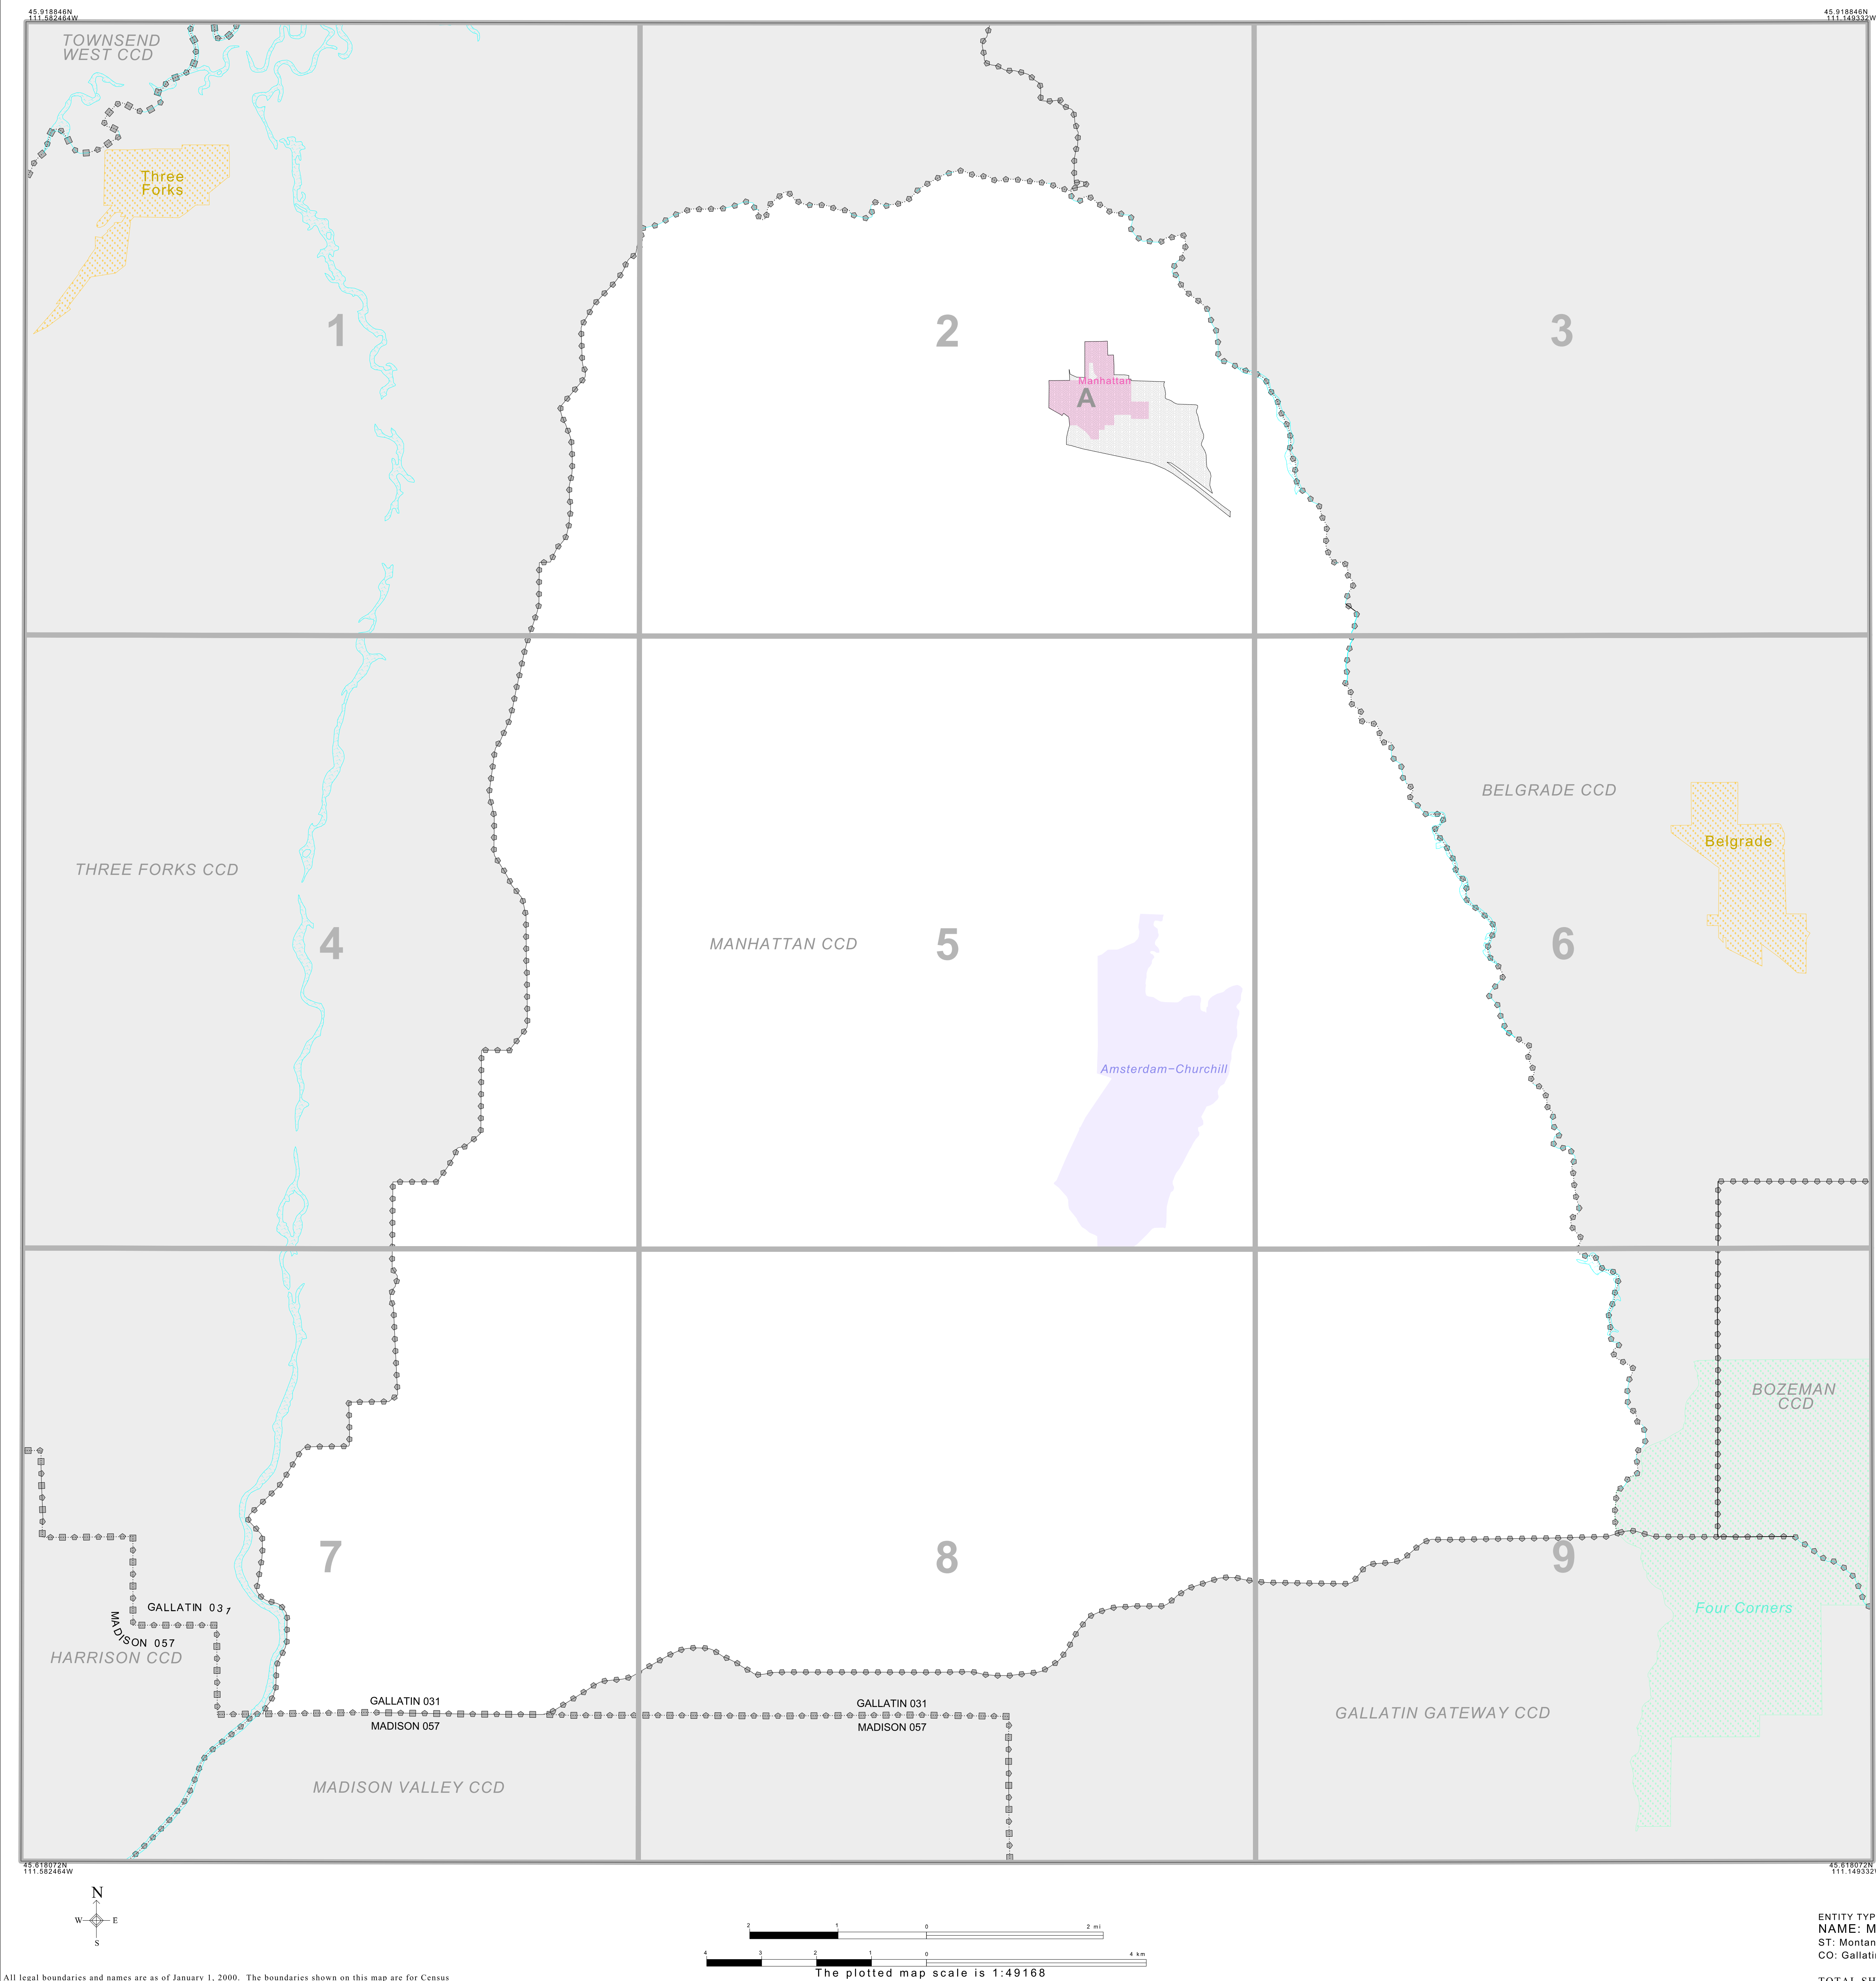 45.918846N
111.582464W
45.918846N
111.149332W
TOWNSEND
WEST CCD
Three
Forks
1
2
3
Manhattan
A
BELGRADE CCD
Belgrade
THREE FORKS CCD
4
MANHATTAN CCD
5
6
Amsterdam-Churchill
BOZEMAN
CCD
7
8
9
GALLATIN 031
MADISON 057
Four Corners
HARRISON CCD
GALLATIN 031
MADISON 057
GALLATIN 031
MADISON 057
GALLATIN GATEWAY CCD
MADISON VALLEY CCD
45.618072N
111.582464W
45.618072N
111.149332W
N
W E
S
2 1 0 2 mi
4 3 2 1 0 4 km
The plotted map scale is 1:49168
ENTITY TYP
NAME: M
ST: Montan
CO: Gallati
All legal boundaries and names are as of January 1, 2000. The boundaries shown on this map are for Census